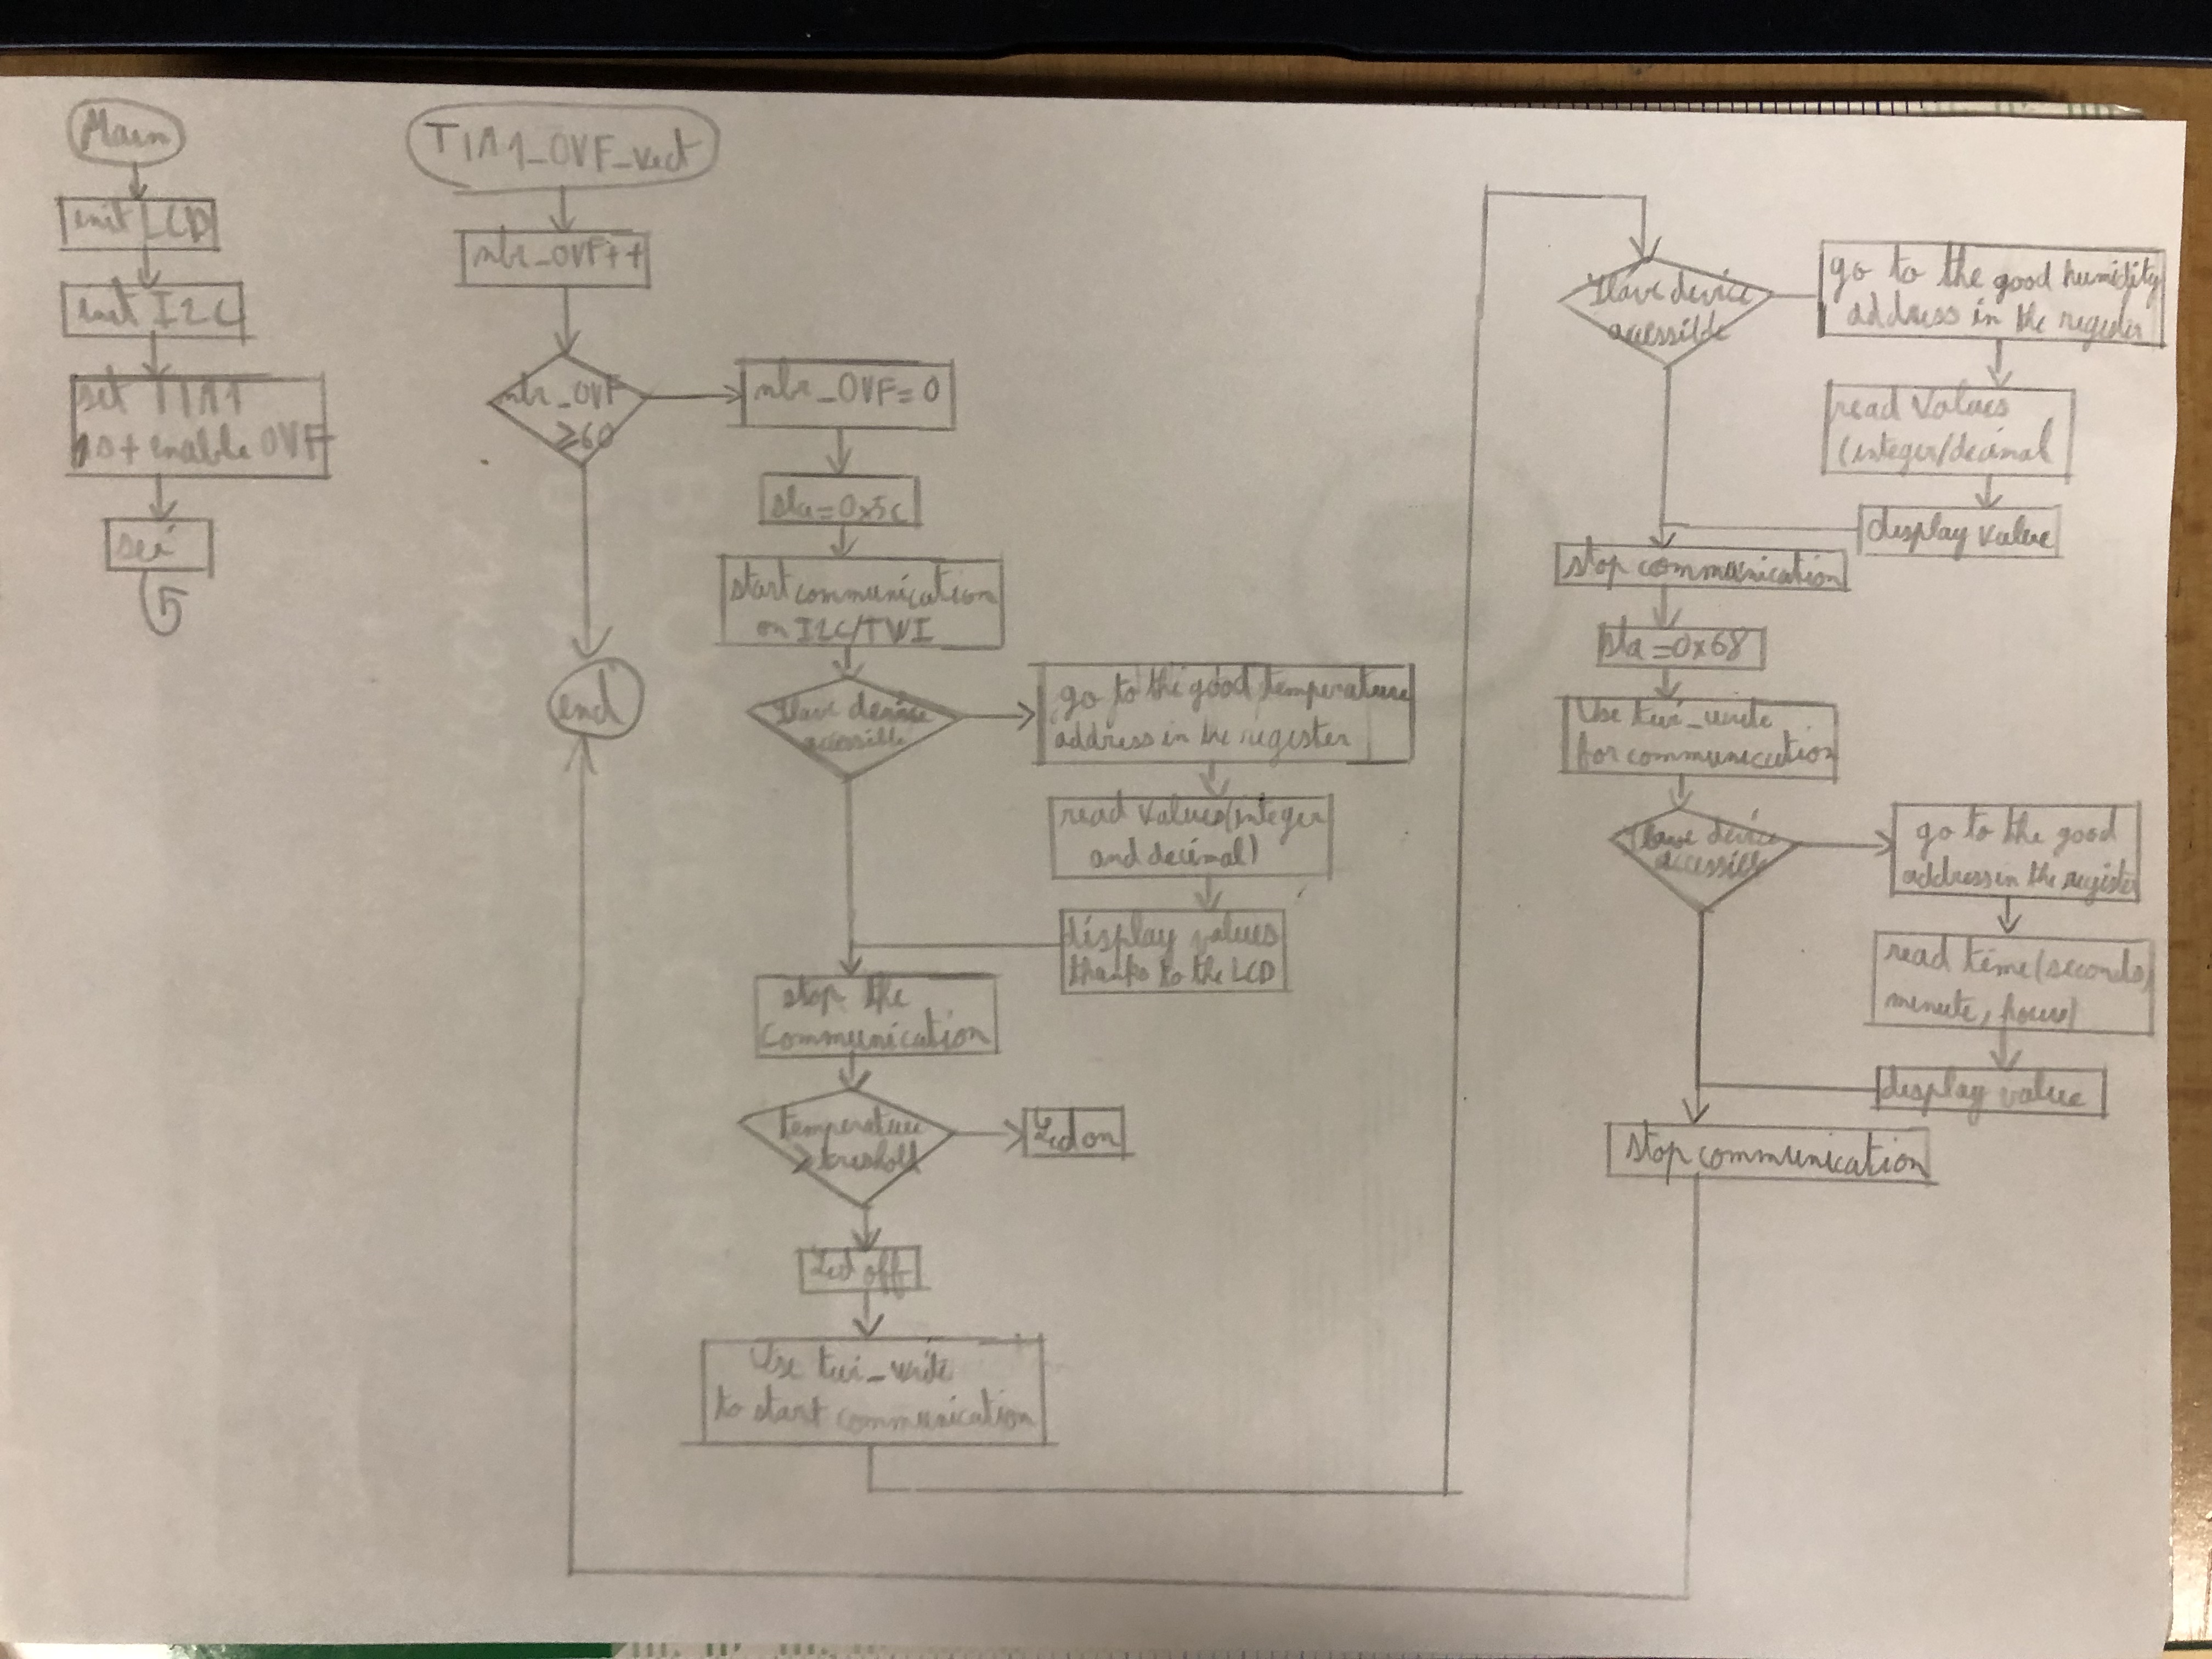 Main
init LCD
init I2C
set TIM1
1s + enable OVF
sei
TIM1_OVF_vect
nbr_OVF++
nbr_OVF
≥60
end
nbr_OVF=0
sla=0x5c
start communication
on I2C/TWI
Slave device
accessible
go to the good temperature
address in the register
read values(integer
and decimal)
display values
thanks to the LCD
stop the
communication
temperature
> treshold
Led on
Led off
Use twi_write
to start communication
Slave device
accessible
go to the good humidity
address in the register
read values
(integer/decimal
display value
stop communication
sla=0x68
Use twi_write
for communication
Slave device
accessible
go to the good
address in the register
read time(seconds,
minute, hour)
display value
stop communication